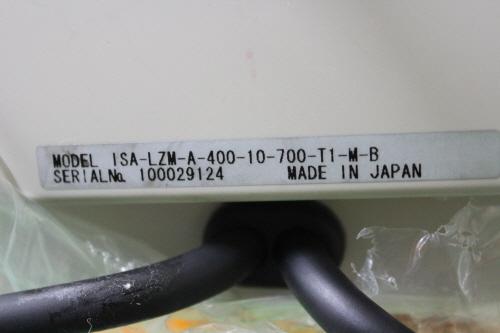 MODEL ISA-LZM-A-400-10-700-T1-M-B
SERIAL№ 100029124 MADE IN JAPAN